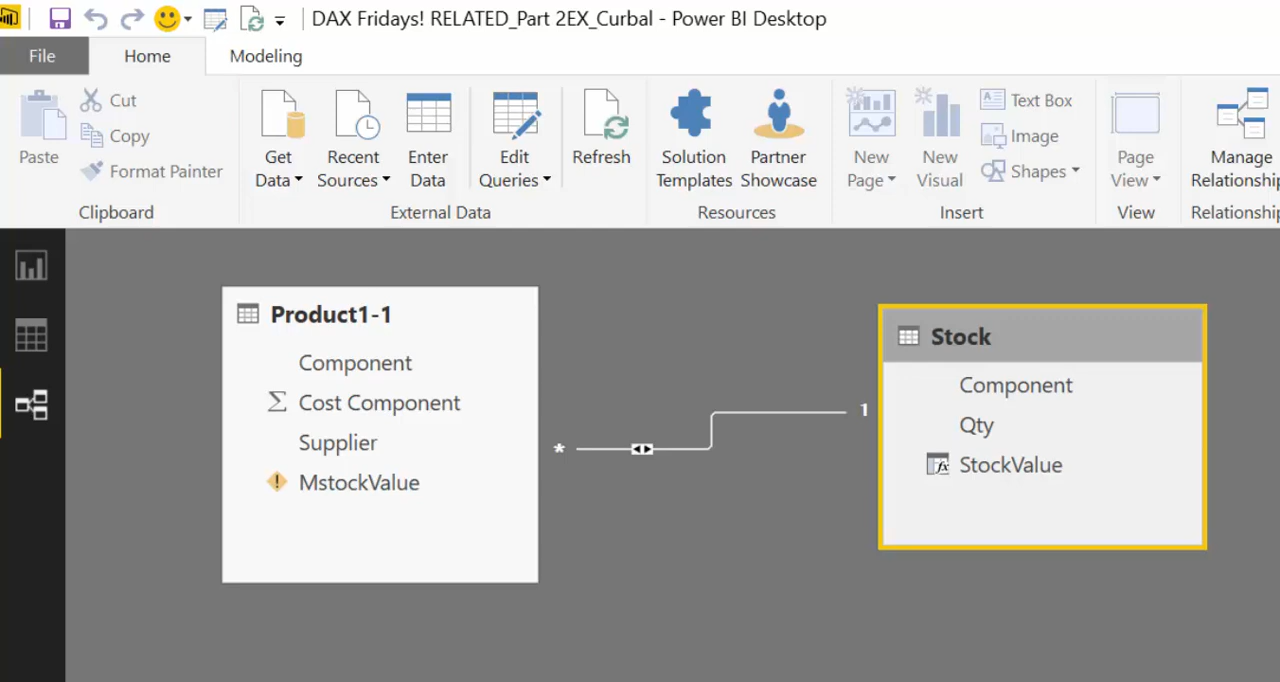 DAX Fridays! RELATED_Part 2EX_Curbal - Power BI Desktop
File Home Modeling
Paste
Cut
Copy
Format Painter
Clipboard
Get Data
Recent Sources
Enter Data
Edit Queries
External Data
Refresh
Solution Templates
Partner Showcase
Resources
New Page
New Visual
Text Box
Image
Shapes
Insert
Page View
View
Manage
Relationship
Relationship
Product1-1
Component
Σ Cost Component
Supplier
! MstockValue
*
1
Stock
Component
Qty
fx StockValue